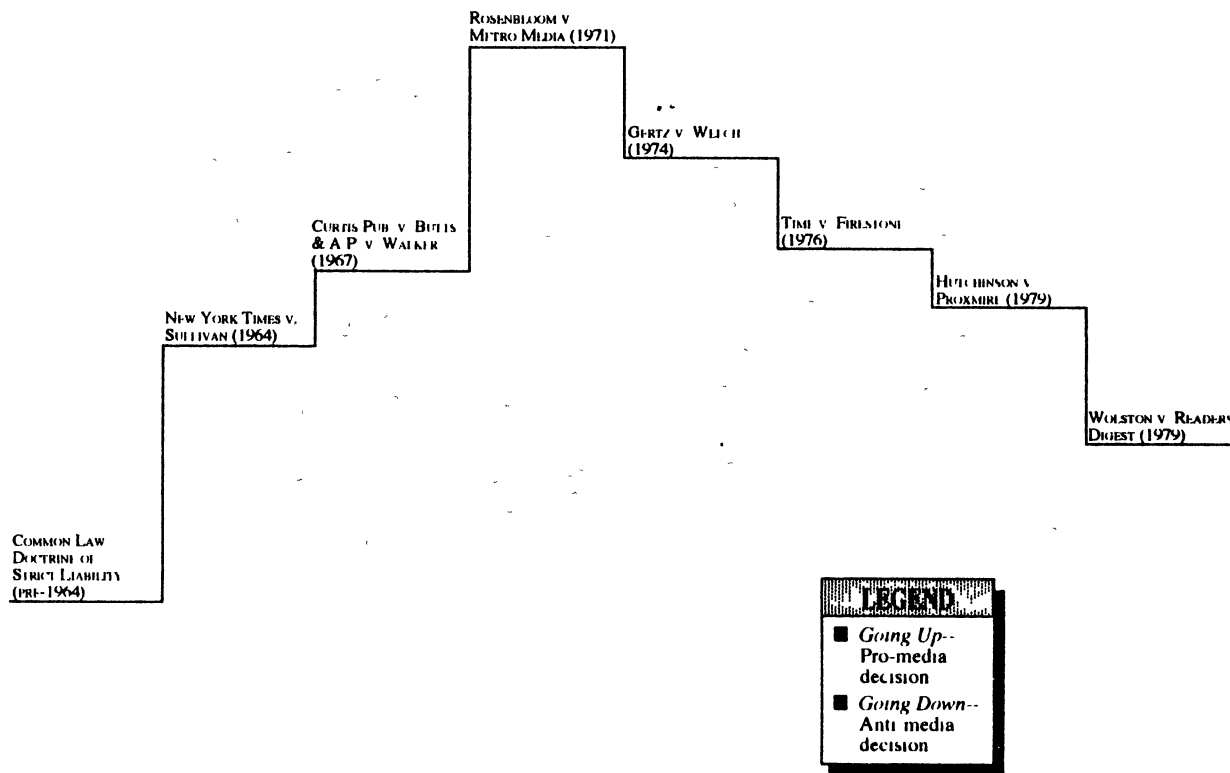 ROSENBLOOM V
METRO MEDIA (1971)
GERTZ V WELCH
(1974)
CURTIS PUB V BUTTS
& A P V WALKER
(1967)
TIME V FIRESTONE
(1976)
HUTCHINSON V
PROXMIRE (1979)
NEW YORK TIMES V.
SULLIVAN (1964)
WOLSTON V READERS
DIGEST (1979)
COMMON LAW
DOCTRINE OF
STRICT LIABILITY
(PRE-1964)
LEGEND
■ Going Up--
Pro-media
decision
■ Going Down--
Anti media
decision